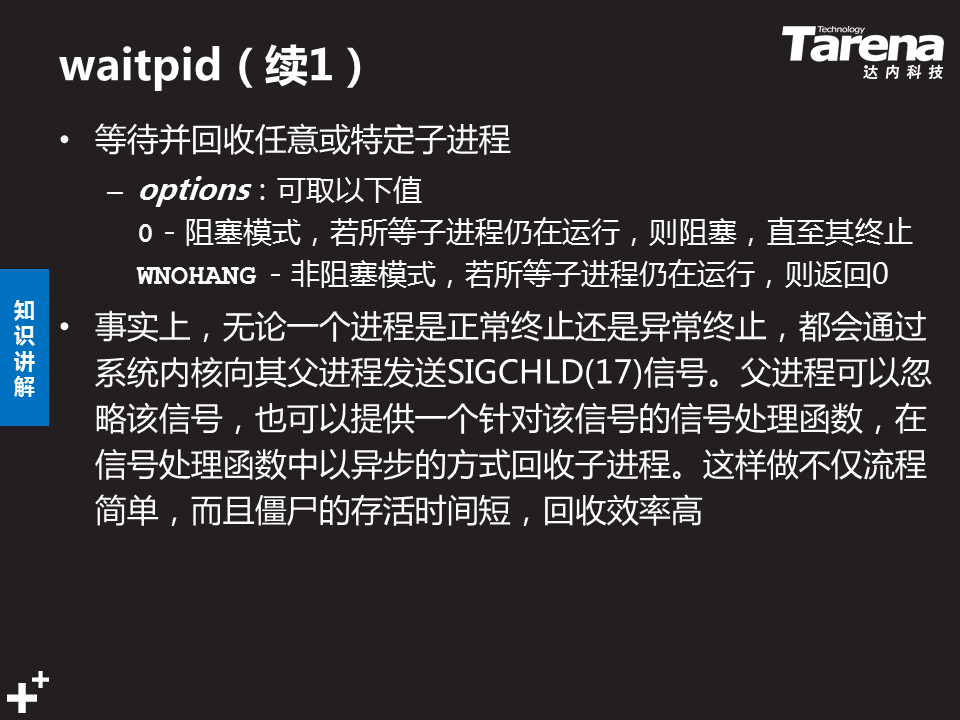 waitpid（续1）
Technology
Tarena
达内科技
• 等待并回收任意或特定子进程
– options：可取以下值
0 - 阻塞模式，若所等子进程仍在运行，则阻塞，直至其终止
WNOHANG - 非阻塞模式，若所等子进程仍在运行，则返回0
知
识
讲
解
• 事实上，无论一个进程是正常终止还是异常终止，都会通过
系统内核向其父进程发送SIGCHLD(17)信号。父进程可以忽
略该信号，也可以提供一个针对该信号的信号处理函数，在
信号处理函数中以异步的方式回收子进程。这样做不仅流程
简单，而且僵尸的存活时间短，回收效率高